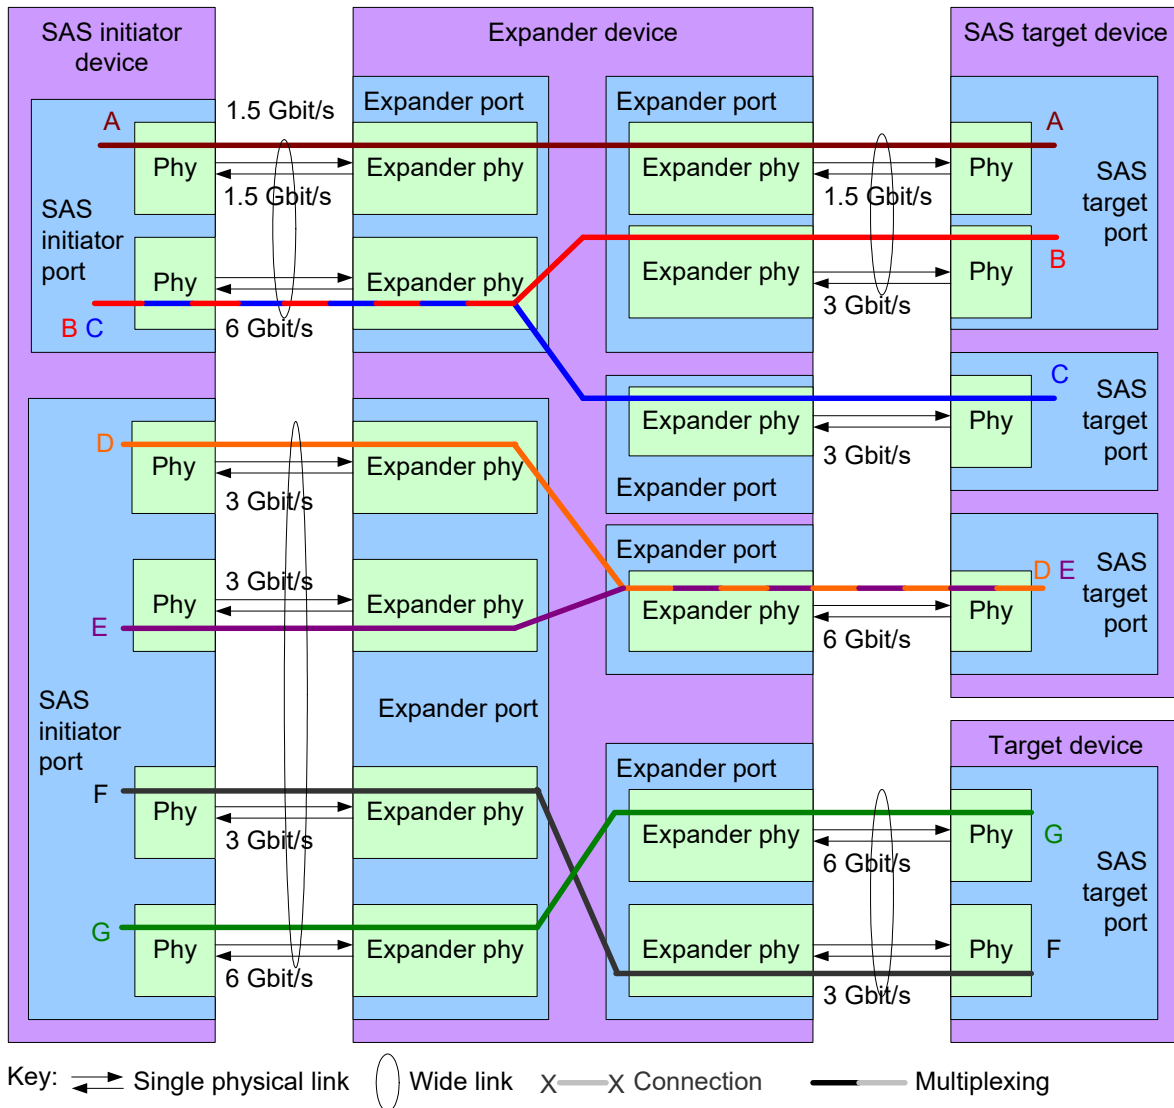 SAS initiator
device
Expander device
SAS target device
1.5 Gbit/s
Expander port
Expander port
A
A
Phy
Expander phy
Expander phy
Phy
1.5 Gbit/s
1.5 Gbit/s
SAS
initiator
port
SAS
target
port
Phy
Expander phy
Expander phy
Phy
B
B C
6 Gbit/s
3 Gbit/s
C
SAS
target
port
Expander phy
Phy
3 Gbit/s
Expander port
D
Phy
Expander phy
3 Gbit/s
Expander port
3 Gbit/s
D E
SAS
target
port
Phy
Expander phy
Expander phy
Phy
E
6 Gbit/s
SAS
initiator
port
Expander port
Target device
Expander port
F
Phy
Expander phy
3 Gbit/s
Expander phy
Phy
G
6 Gbit/s
SAS
target
port
G
Phy
Expander phy
6 Gbit/s
Expander phy
Phy
F
3 Gbit/s
Key:
Single physical link
Wide link
X X Connection
Multiplexing